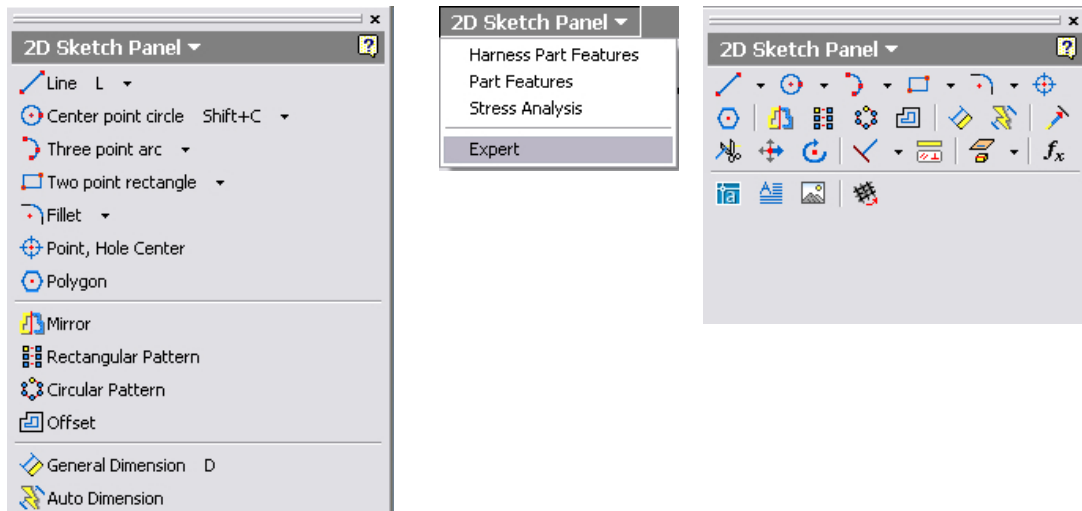 2D Sketch Panel
Line L
Center point circle Shift+C
Three point arc
Two point rectangle
Fillet
Point, Hole Center
Polygon
Mirror
Rectangular Pattern
Circular Pattern
Offset
General Dimension D
Auto Dimension
2D Sketch Panel
Harness Part Features
Part Features
Stress Analysis
Expert
2D Sketch Panel
fx